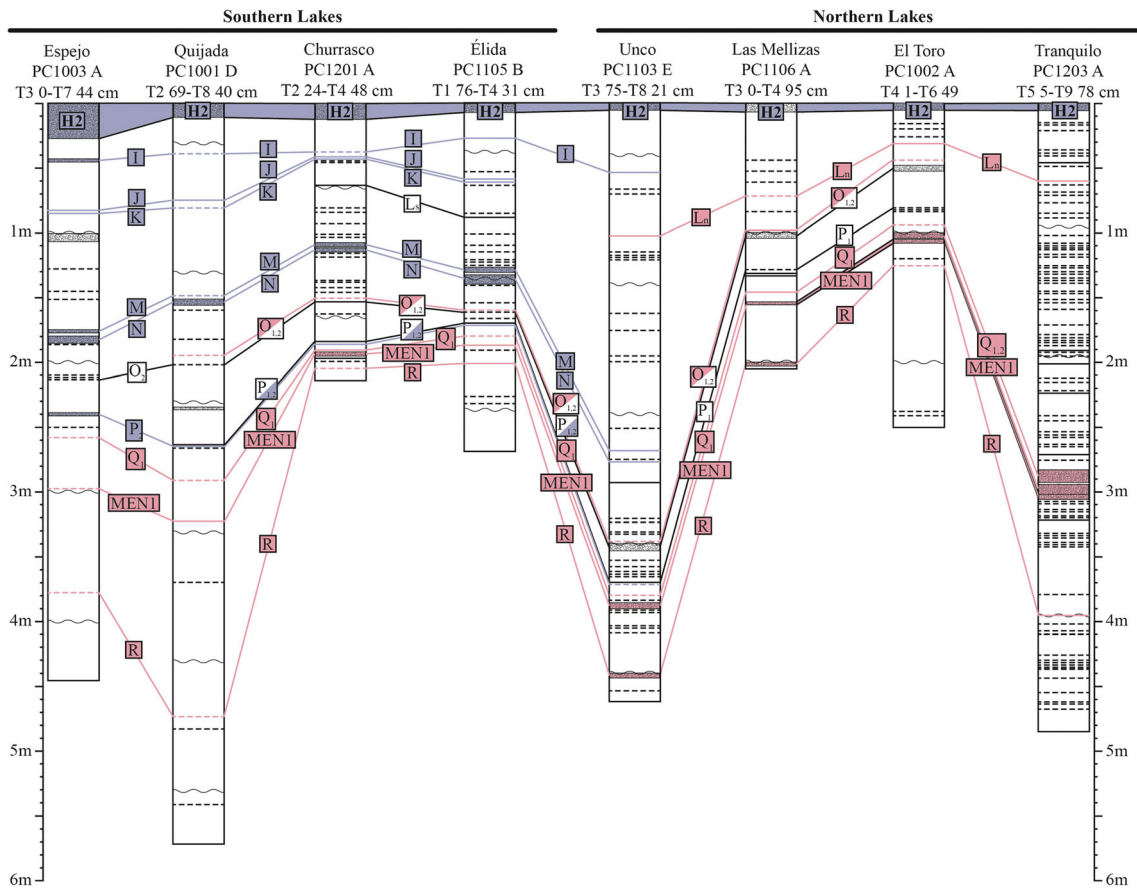 Southern Lakes
Northern Lakes
Espejo
PC1003 A
T3 0-T7 44 cm
Quijada
PC1001 D
T2 69-T8 40 cm
Churrasco
PC1201 A
T2 24-T4 48 cm
Élida
PC1105 B
T1 76-T4 31 cm
Unco
PC1103 E
T3 75-T8 21 cm
Las Mellizas
PC1106 A
T3 0-T4 95 cm
El Toro
PC1002 A
T4 1-T6 49
Tranquilo
PC1203 A
T5 5-T9 78 cm
H2
H2
H2
H2
H2
H2
H2
H2
I
J
K
M
N
O2
P
Q1
MEN1
R
I
J
K
M
N
O1,2
P1,2
Q1
MEN1
R
I
J
K
Ls
M
N
O1,2
P1,2
Q1
MEN1
R
I
M
N
O1,2
P1,2
Q1
MEN1
R
Ln
O1,2
P1
Q1
MEN1
R
Ln
O1,2
P1
Q1
MEN1
R
Ln
Q1,2
MEN1
R
1m
2m
3m
4m
5m
6m
1m
2m
3m
4m
5m
6m